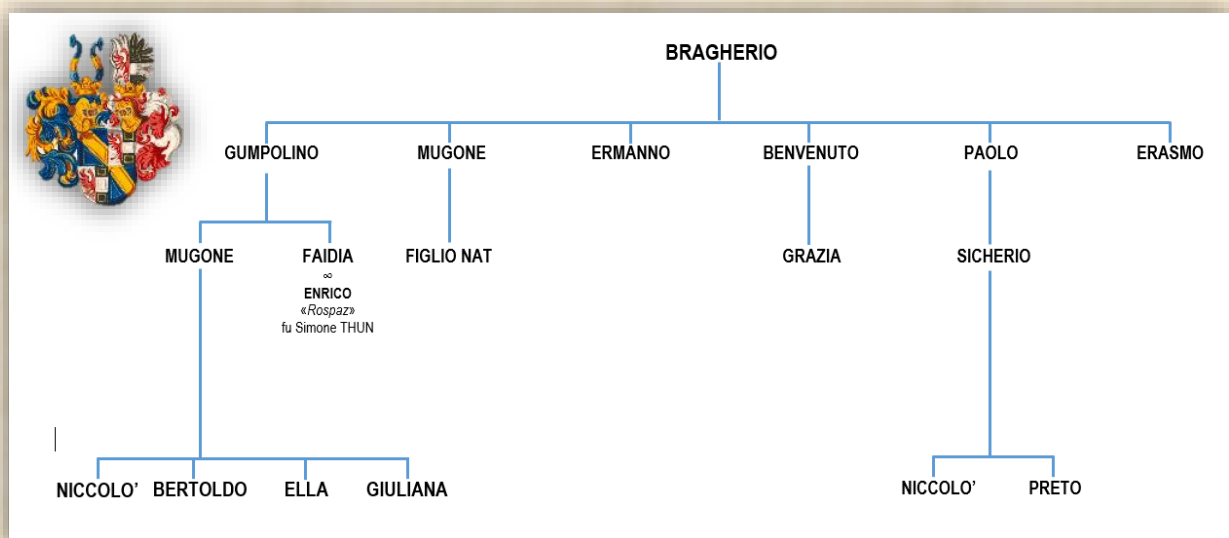 BRAGHERIO
GUMPOLINO MUGONE ERMANNO BENVENUTO PAOLO ERASMO
MUGONE FAIDIA FIGLIO NAT GRAZIA SICHERIO
∞
ENRICO
«Rospaz»
fu Simone THUN
NICCOLO’ BERTOLDO ELLA GIULIANA NICCOLO’ PRETO